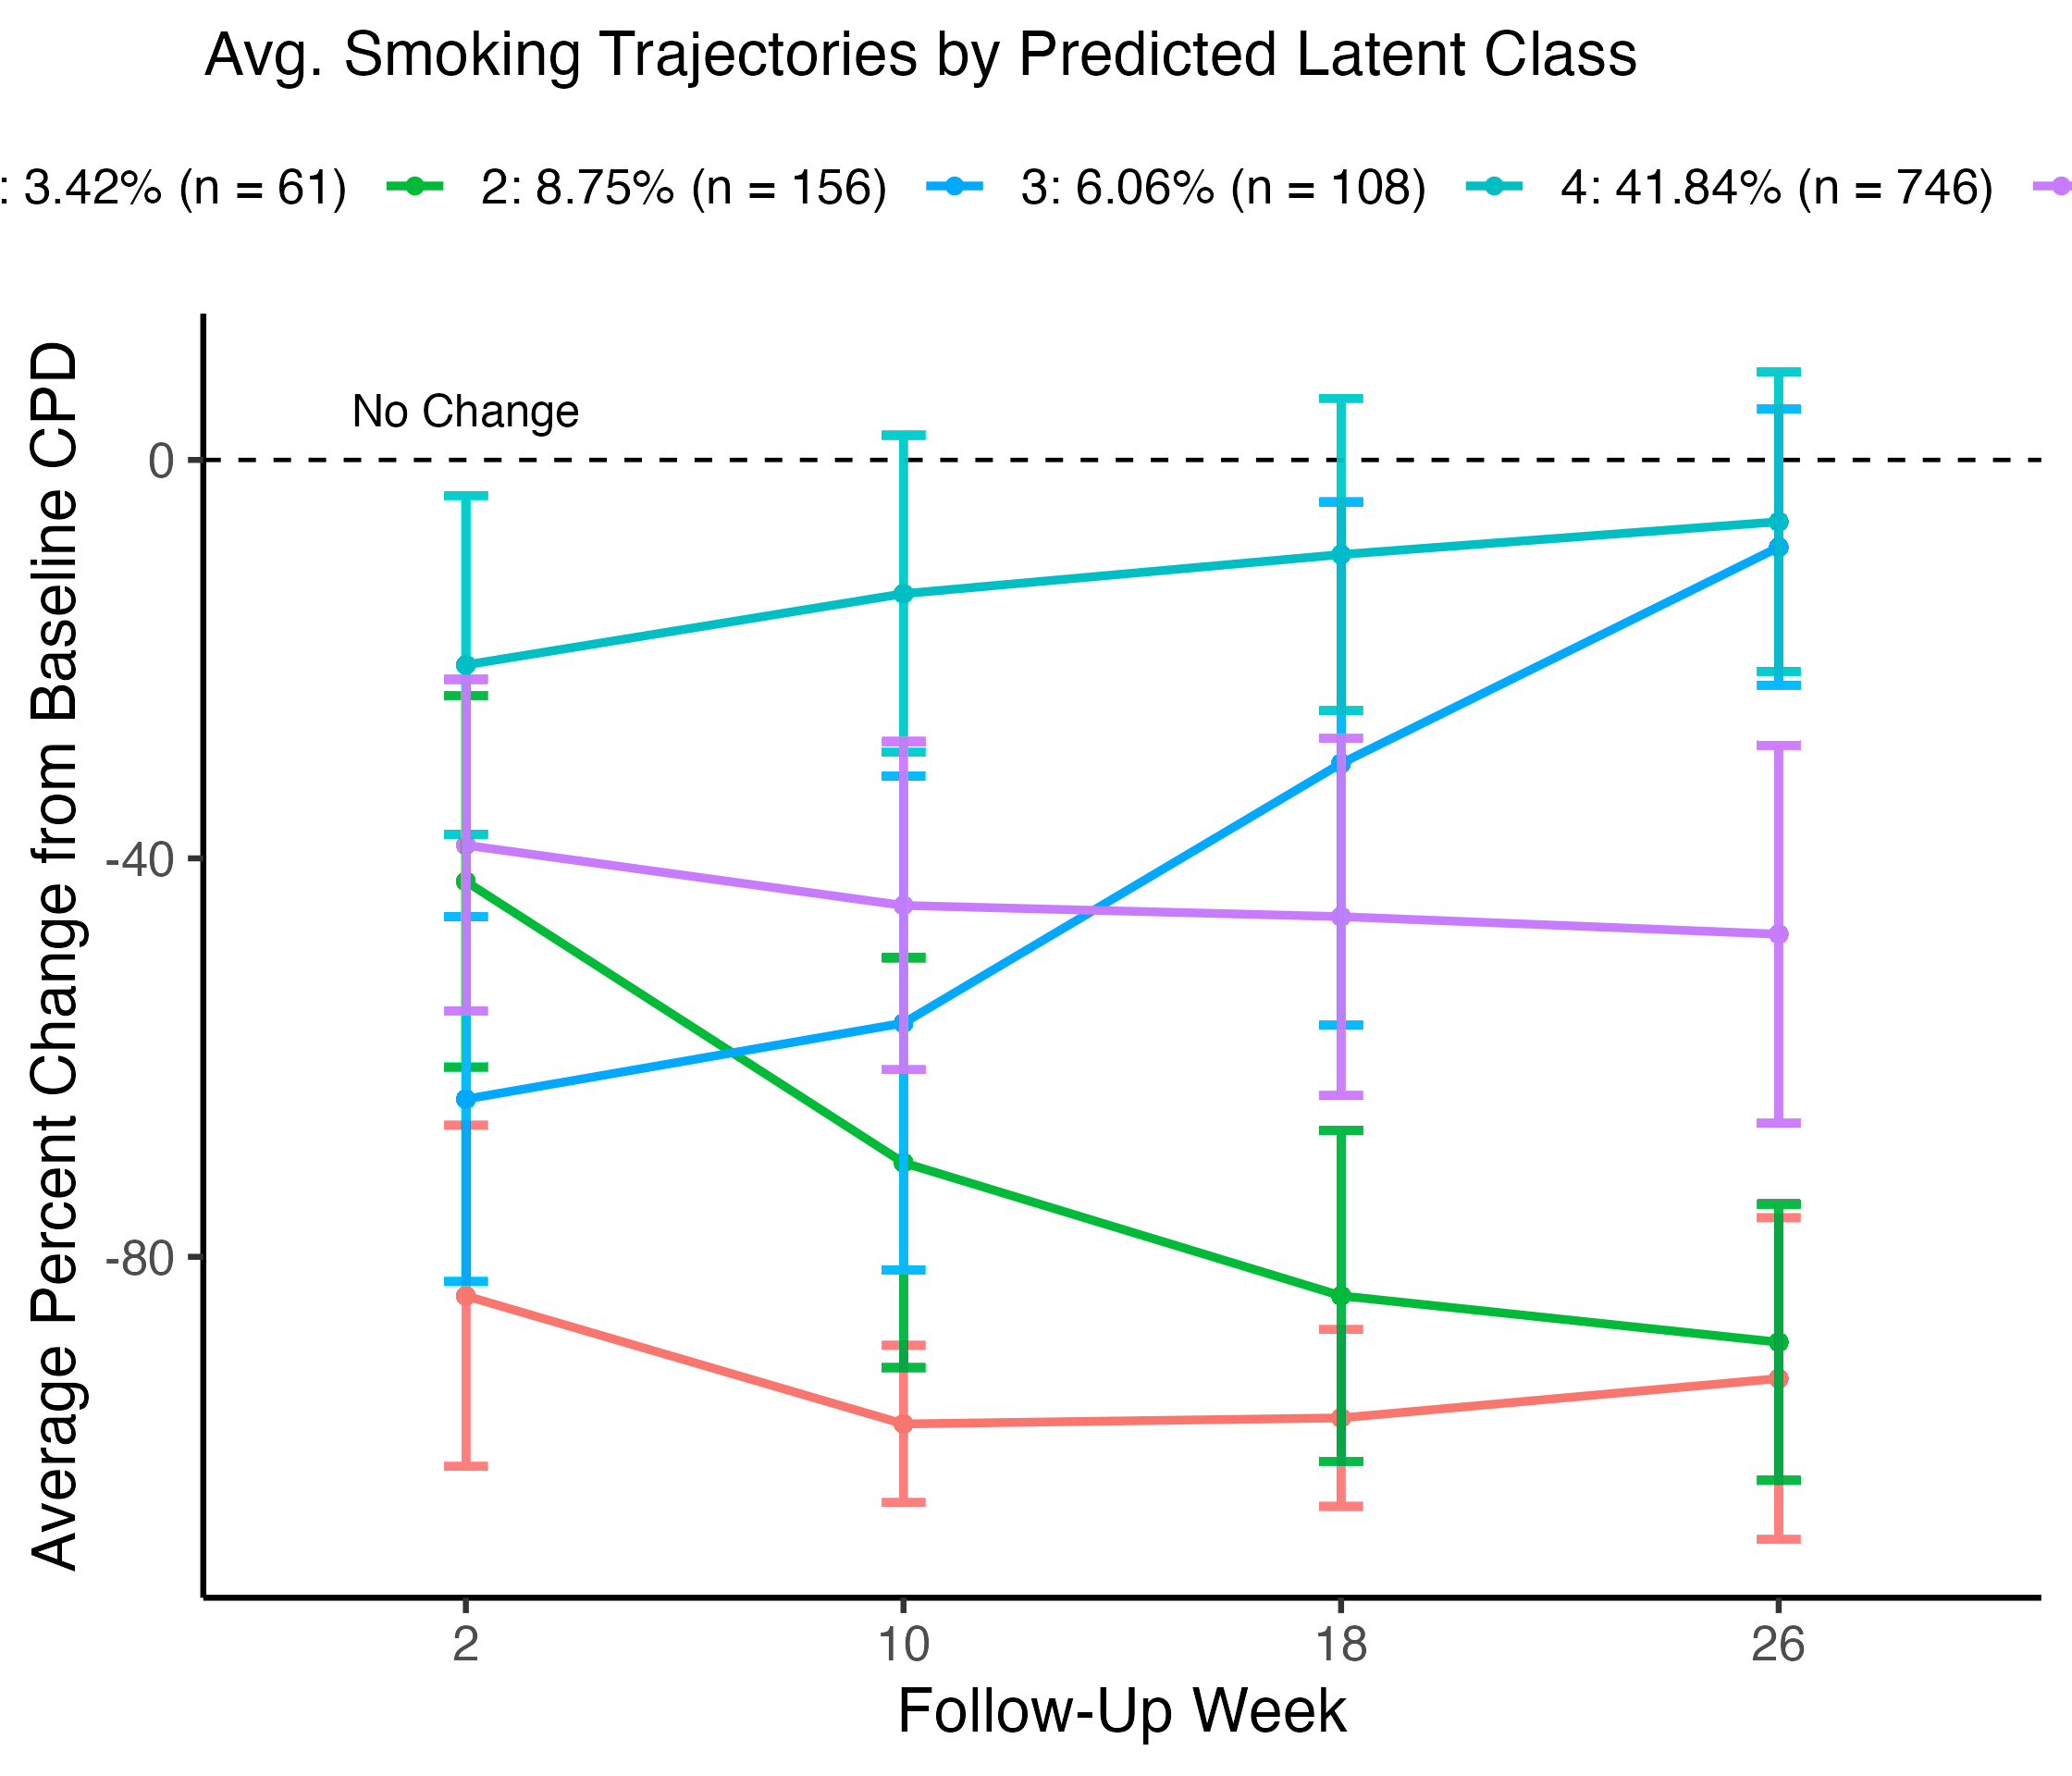 Avg. Smoking Trajectories by Predicted Latent Class
: 3.42% (n = 61) 2: 8.75% (n = 156) 3: 6.06% (n = 108) 4: 41.84% (n = 746)
No Change
0
-40
-80
Average Percent Change from Baseline CPD
2 10 18 26
Follow-Up Week